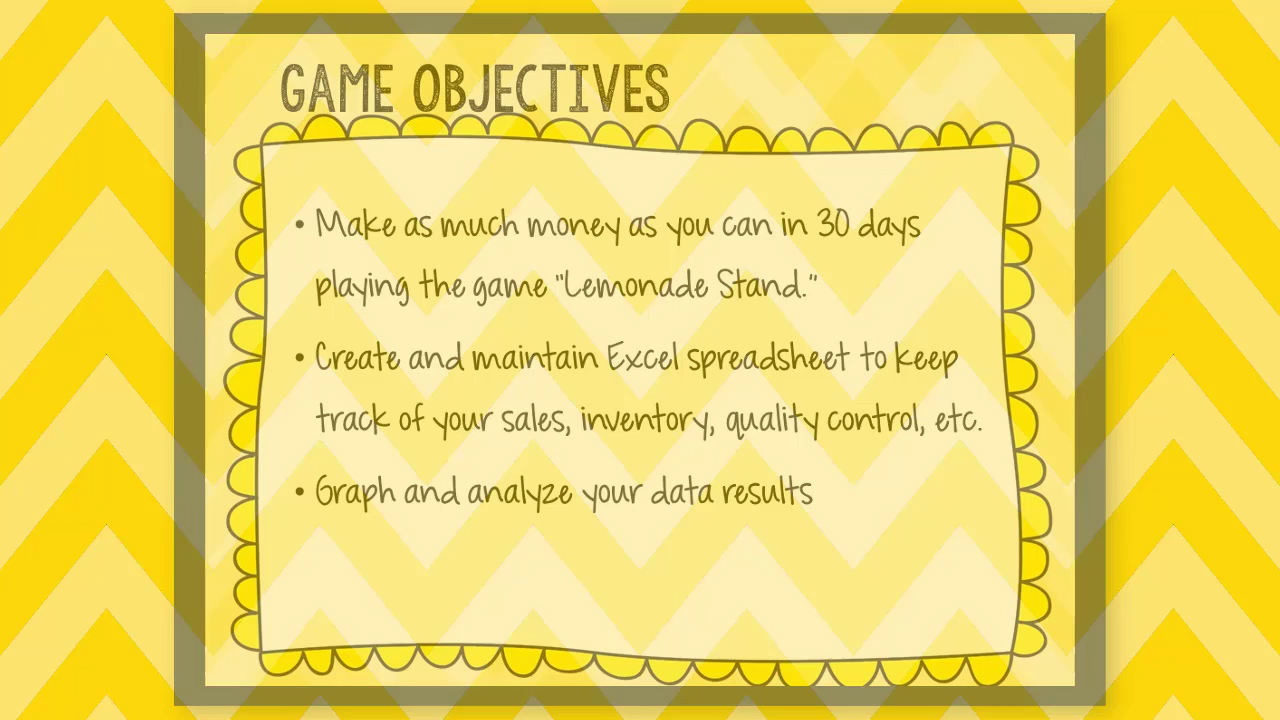 GAME OBJECTIVES
• Make as much money as you can in 30 days
playing the game "Lemonade Stand."
• Create and maintain Excel spreadsheet to keep
track of your sales, inventory, quality control, etc.
• Graph and analyze your data results